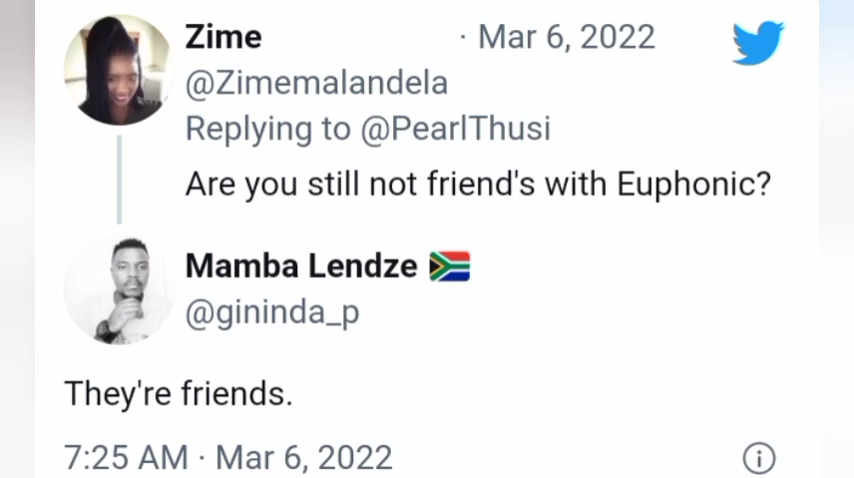 Zime · Mar 6, 2022
@Zimemalandela
Replying to @PearlThusi
Are you still not friend's with Euphonic?
Mamba Lendze 🇿🇦
@gininda_p
They're friends.
7:25 AM · Mar 6, 2022